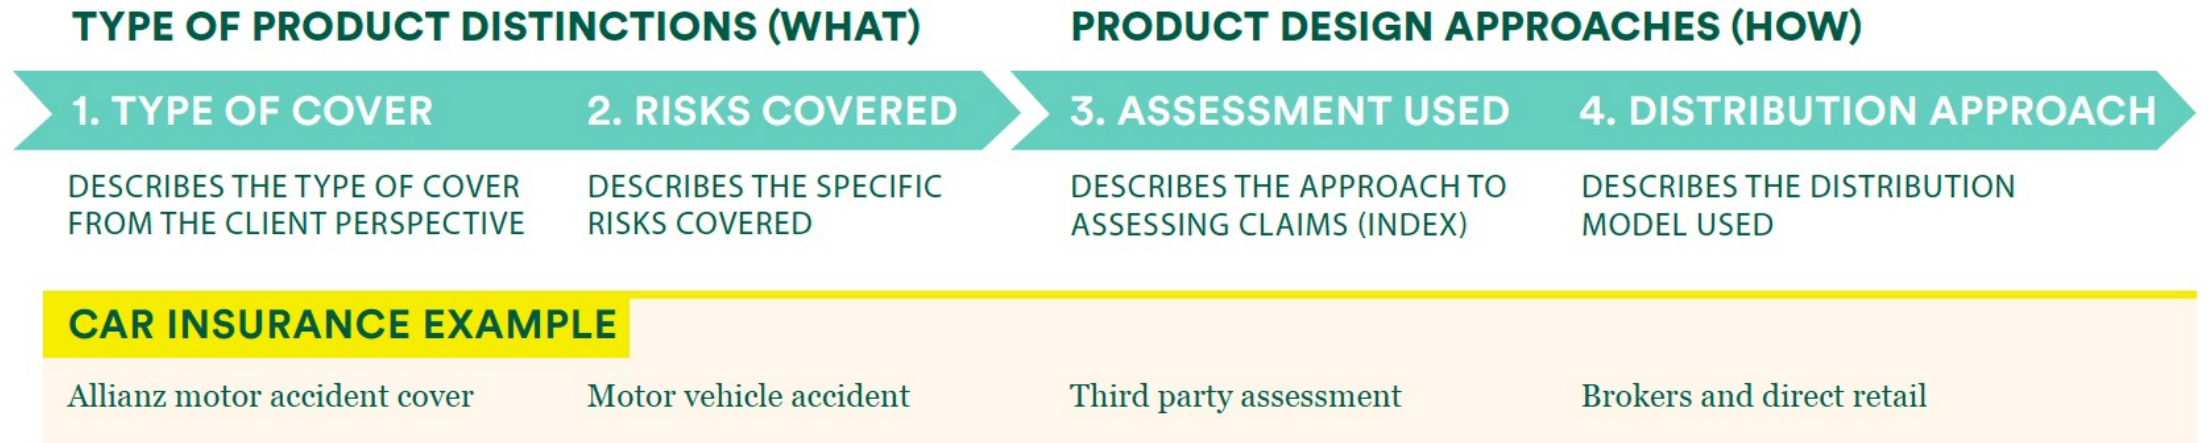 TYPE OF PRODUCT DISTINCTIONS (WHAT)
PRODUCT DESIGN APPROACHES (HOW)
1. TYPE OF COVER
2. RISKS COVERED
3. ASSESSMENT USED
4. DISTRIBUTION APPROACH
DESCRIBES THE TYPE OF COVER
FROM THE CLIENT PERSPECTIVE
DESCRIBES THE SPECIFIC
RISKS COVERED
DESCRIBES THE APPROACH TO
ASSESSING CLAIMS (INDEX)
DESCRIBES THE DISTRIBUTION
MODEL USED
CAR INSURANCE EXAMPLE
Allianz motor accident cover
Motor vehicle accident
Third party assessment
Brokers and direct retail